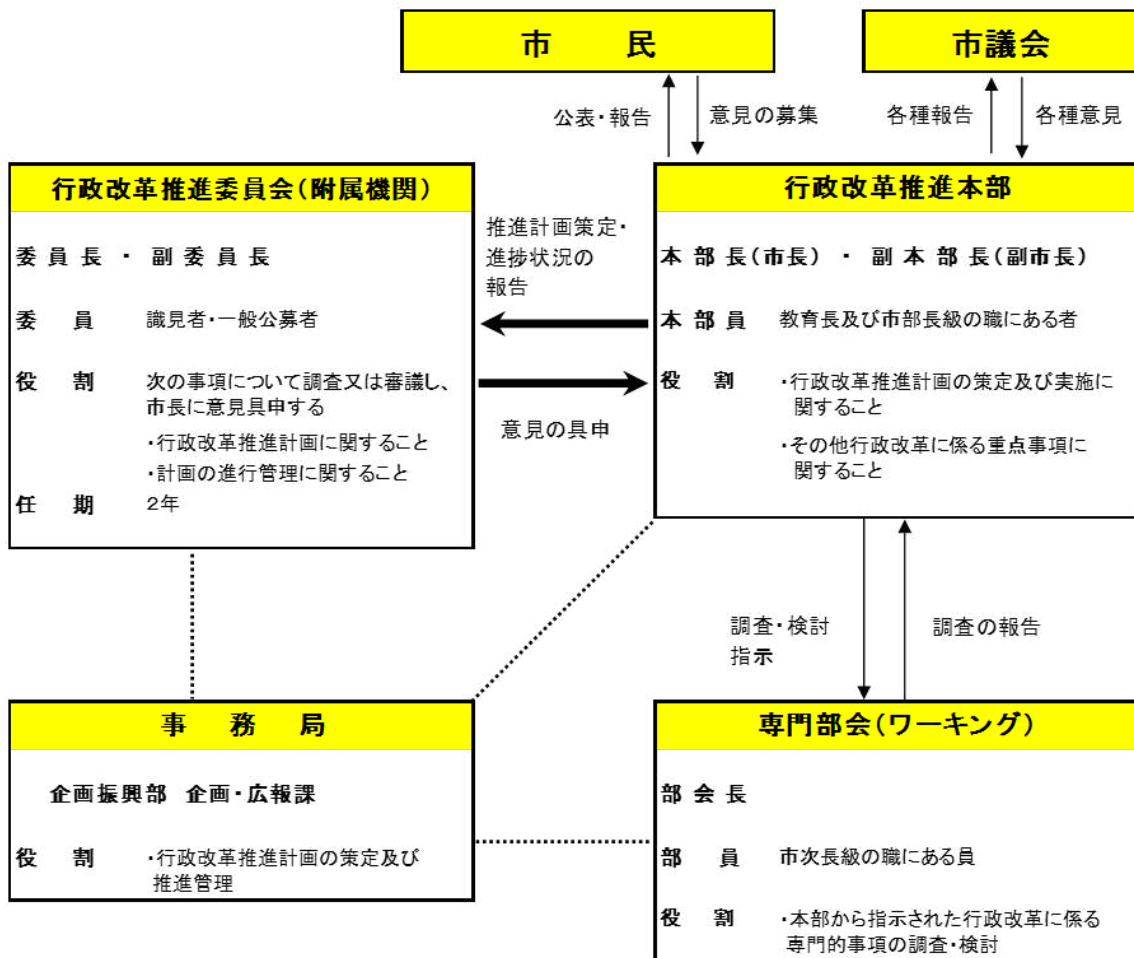 市 民
市議会
公表・報告
意見の募集
各種報告
各種意見
行政改革推進委員会(附属機関)
委員長・副委員長
委員 識見者・一般公募者
役割 次の事項について調査又は審議し、
市長に意見具申する
・行政改革推進計画に関すること
・計画の進行管理に関すること
任期 2年
推進計画策定・
進捗状況の
報告
意見の具申
行政改革推進本部
本部長(市長)・副本部長(副市長)
本部員 教育長及び市部長級の職にある者
役割 ・行政改革推進計画の策定及び実施に
関すること
・その他行政改革に係る重点事項に
関すること
調査・検討
指示
調査の報告
事務局
企画振興部 企画・広報課
役割 ・行政改革推進計画の策定及び
推進管理
専門部会(ワーキング)
部会長
部員 市次長級の職にある員
役割 ・本部から指示された行政改革に係る
専門的事項の調査・検討